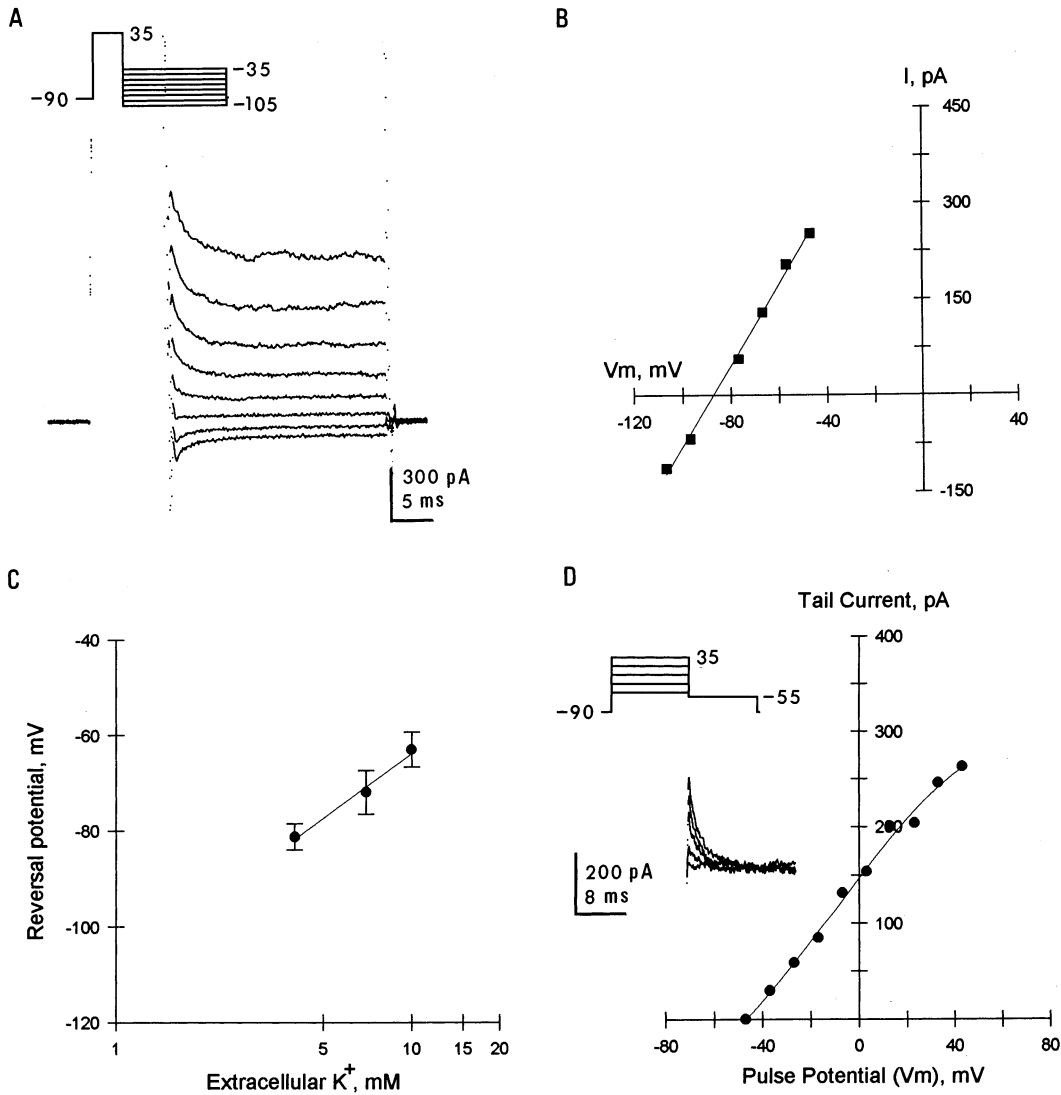 A
35
-35
-90
-105
300 pA
5 ms
B
I, pA
450
300
150
Vm, mV
-120
-80
-40
40
-150
C
-40
-60
-80
-100
-120
Reversal potential, mV
1
5
10
15
20
Extracellular K+, mM
D
Tail Current, pA
400
35
-55
-90
300
200
200 pA
8 ms
100
-80
-40
0
40
80
Pulse Potential (Vm), mV